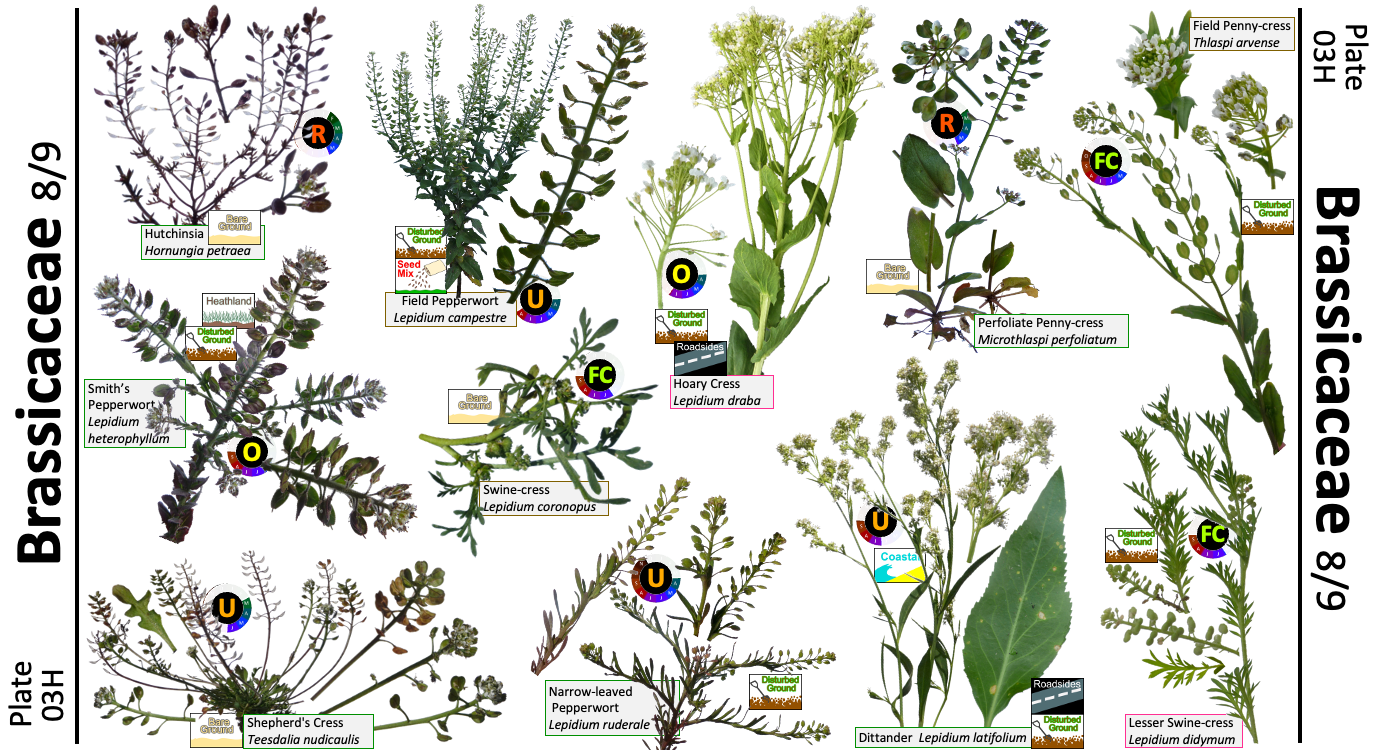 Brassicaceae 8/9
Plate
03H
Plate
03H
Brassicaceae 8/9
R
Bare
Ground
Hutchinsia
Hornungia petraea
Disturbed
Ground
Seed
Mix
Field Pepperwort
Lepidium campestre
U
O
Disturbed
Ground
Roadsides
Hoary Cress
Lepidium draba
R
Bare
Ground
Perfoliate Penny-cress
Microthlaspi perfoliatum
Field Penny-cress
Thlaspi arvense
FC
Disturbed
Ground
Heathland
Disturbed
Ground
Smith's
Pepperwort
Lepidium
heterophyllum
O
FC
Bare
Ground
Swine-cress
Lepidium coronopus
U
Bare
Ground
Shepherd's Cress
Teesdalia nudicaulis
U
Narrow-leaved
Pepperwort
Lepidium ruderale
Disturbed
Ground
U
Coastal
Dittander Lepidium latifolium
Roadsides
Disturbed
Ground
Disturbed
Ground
FC
Lesser Swine-cress
Lepidium didymum